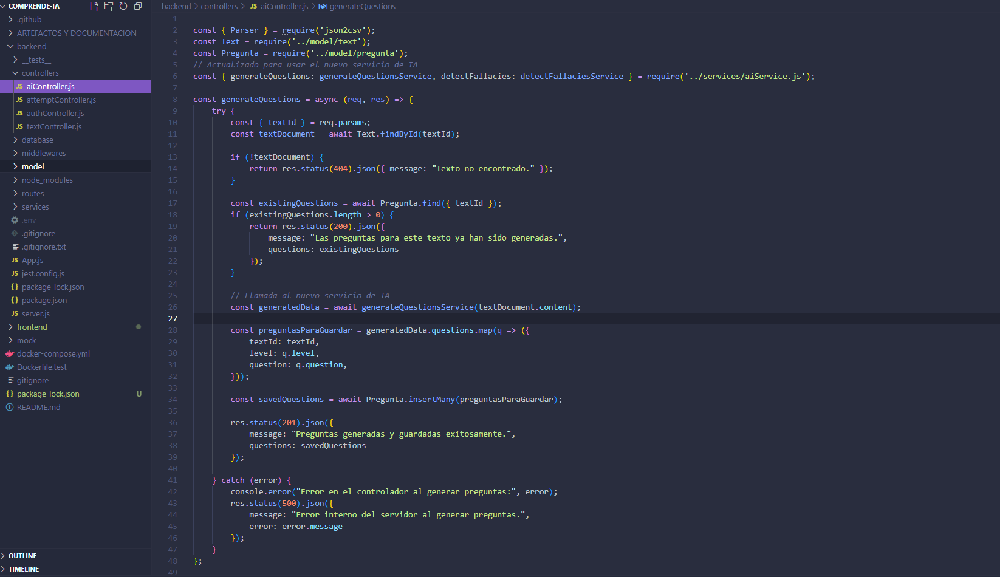 COMPRENDE-IA
.github
ARTEFACTOS Y DOCUMENTACION
backend
__tests__
controllers
JS aiController.js
JS attemptController.js
JS authController.js
JS textController.js
database
middlewares
model
node_modules
routes
services
.env
.gitignore
.gitignore.txt
JS App.js
JS jest.config.js
{} package-lock.json
{} package.json
JS server.js
frontend
mock
docker-compose.yml
Dockerfile.test
gitignore
{} package-lock.json U
README.md
OUTLINE
TIMELINE
backend > controllers > JS aiController.js > generateQuestions
1
2 const { Parser } = require('json2csv');
3 const Text = require('../model/text');
4 const Pregunta = require('../model/pregunta');
5 // Actualizado para usar el nuevo servicio de IA
6 const { generateQuestions: generateQuestionsService, detectFallacies: detectFallaciesService } = require('../services/aiService.js');
7
8 const generateQuestions = async (req, res) => {
9 try {
10 const { textId } = req.params;
11 const textDocument = await Text.findById(textId);
12
13 if (!textDocument) {
14 return res.status(404).json({ message: "Texto no encontrado." });
15 }
16
17 const existingQuestions = await Pregunta.find({ textId });
18 if (existingQuestions.length > 0) {
19 return res.status(200).json({
20 message: "Las preguntas para este texto ya han sido generadas.",
21 questions: existingQuestions
22 });
23 }
24
25 // Llamada al nuevo servicio de IA
26 const generatedData = await generateQuestionsService(textDocument.content);
27
28 const preguntasParaGuardar = generatedData.questions.map(q => ({
29 textId: textId,
30 level: q.level,
31 question: q.question,
32 }));
33
34 const savedQuestions = await Pregunta.insertMany(preguntasParaGuardar);
35
36 res.status(201).json({
37 message: "Preguntas generadas y guardadas exitosamente.",
38 questions: savedQuestions
39 });
40
41 } catch (error) {
42 console.error("Error en el controlador al generar preguntas:", error);
43 res.status(500).json({
44 message: "Error interno del servidor al generar preguntas.",
45 error: error.message
46 });
47 }
48 };
49